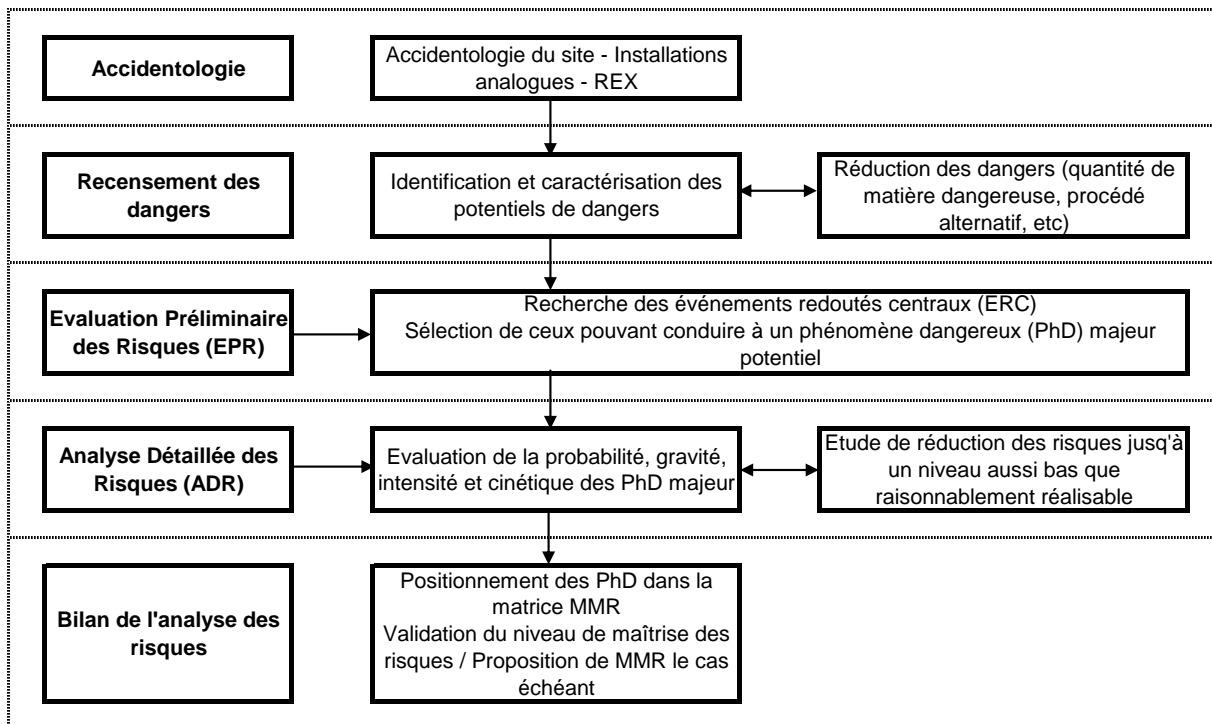 Accidentologie
Accidentologie du site - Installations
analogues - REX
Recensement des
dangers
Identification et caractérisation des
potentiels de dangers
Réduction des dangers (quantité de
matière dangereuse, procédé
alternatif, etc)
Evaluation Préliminaire
des Risques (EPR)
Recherche des événements redoutés centraux (ERC)
Sélection de ceux pouvant conduire à un phénomène dangereux (PhD) majeur
potentiel
Analyse Détaillée des
Risques (ADR)
Evaluation de la probabilité, gravité,
intensité et cinétique des PhD majeur
Etude de réduction des risques jusqu'à
un niveau aussi bas que
raisonnablement réalisable
Bilan de l'analyse des
risques
Positionnement des PhD dans la
matrice MMR
Validation du niveau de maîtrise des
risques / Proposition de MMR le cas
échéant